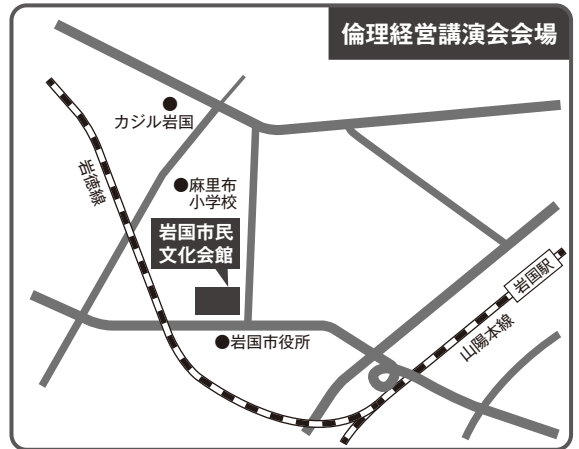 倫理経営講演会会場
カジル岩国
岩徳線
麻里布
小学校
岩国市民
文化会館
岩国駅
山陽本線
岩国市役所